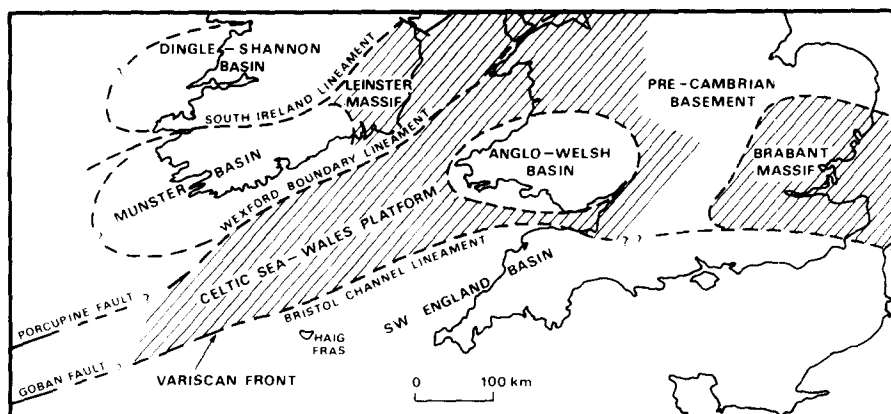 DINGLE–SHANNON
BASIN
SOUTH IRELAND LINEAMENT
LEINSTER
MASSIF
PRE-CAMBRIAN
BASEMENT
MUNSTER BASIN
WEXFORD BOUNDARY LINEAMENT
ANGLO-WELSH
BASIN
BRABANT
MASSIF
CELTIC SEA–WALES PLATFORM
BRISTOL CHANNEL LINEAMENT
SW ENGLAND BASIN
PORCUPINE FAULT ?
GOBAN FAULT ?
HAIG
FRAS
VARISCAN FRONT
0 100 km
? ?
?
?